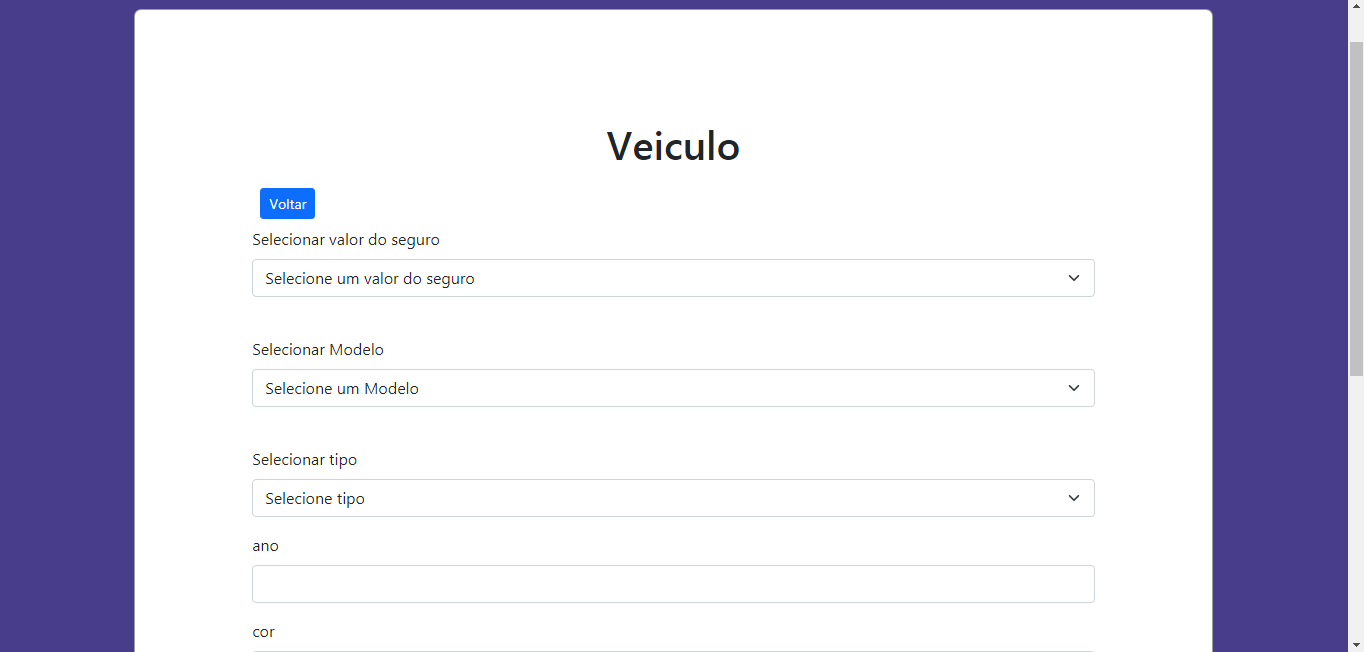 Veiculo
Voltar
Selecionar valor do seguro
Selecione um valor do seguro
Selecionar Modelo
Selecione um Modelo
Selecionar tipo
Selecione tipo
ano
cor